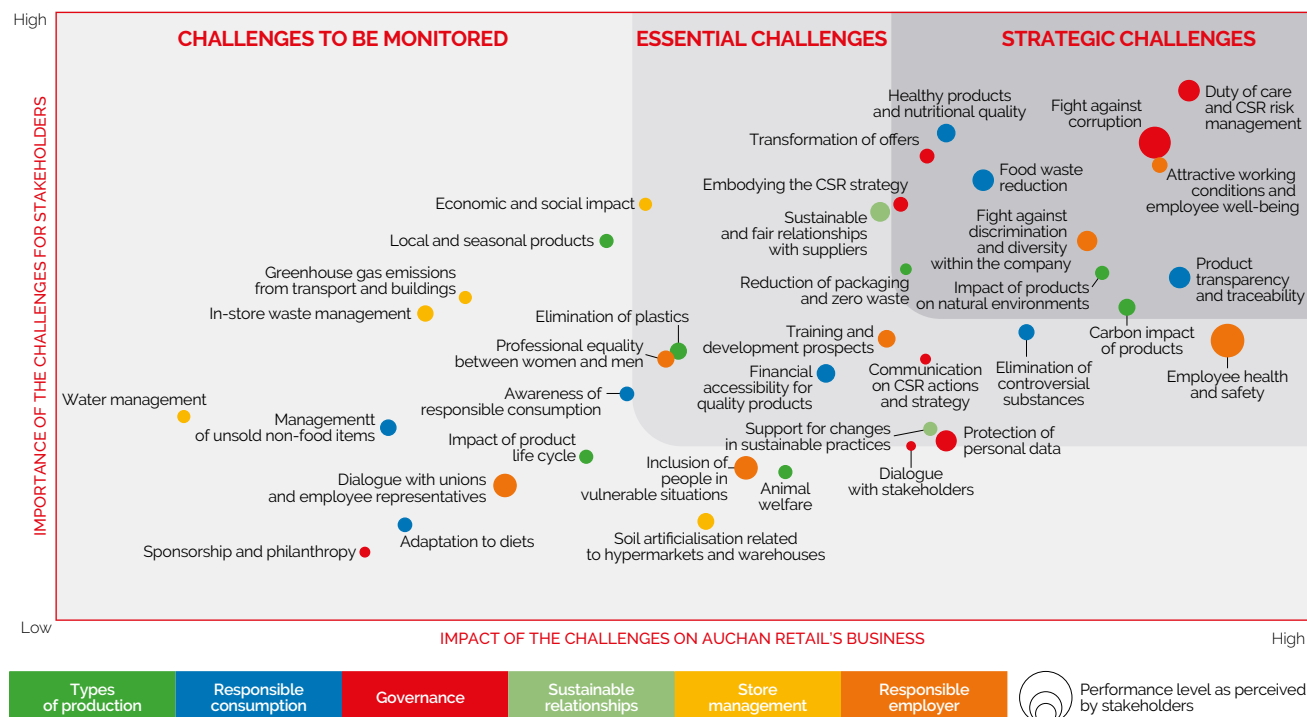 High
CHALLENGES TO BE MONITORED
ESSENTIAL CHALLENGES
STRATEGIC CHALLENGES
IMPORTANCE OF THE CHALLENGES FOR STAKEHOLDERS
Healthy products
and nutritional quality
Duty of care
and CSR risk
management
Fight against
corruption
Transformation of offers
Food waste
reduction
Attractive working
conditions and
employee well-being
Embodying the CSR strategy
Economic and social impact
Sustainable
and fair relationships
with suppliers
Fight against
discrimination
and diversity
within the company
Local and seasonal products
Greenhouse gas emissions
from transport and buildings
Reduction of packaging
and zero waste
Impact of products
on natural environments
Product
transparency
and traceability
In-store waste management
Elimination of plastics
Professional equality
between women and men
Training and
development prospects
Carbon impact
of products
Financial
accessibility for
quality products
Communication
on CSR actions
and strategy
Elimination of
controversial
substances
Employee health
and safety
Awareness of
responsible consumption
Water management
Managementt
of unsold non-food items
Impact of product
life cycle
Support for changes
in sustainable practices
Protection of
personal data
Dialogue with unions
and employee representatives
Inclusion of
people in
vulnerable situations
Animal
welfare
Dialogue
with stakeholders
Adaptation to diets
Soil artificialisation related
to hypermarkets and warehouses
Sponsorship and philanthropy
Low
IMPACT OF THE CHALLENGES ON AUCHAN RETAIL'S BUSINESS
High
Types
of production
Responsible
consumption
Governance
Sustainable
relationships
Store
management
Responsible
employer
Performance level as perceived
by stakeholders